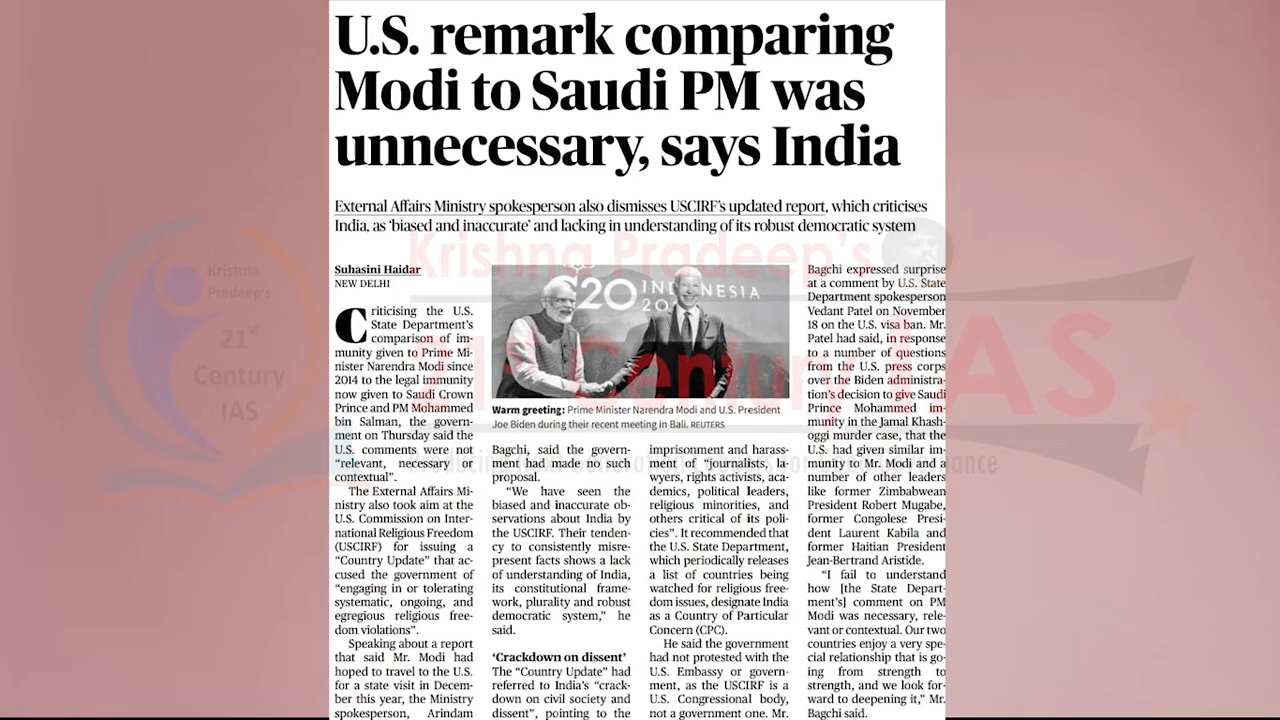 U.S. remark comparing
Modi to Saudi PM was
unnecessary, says India
External Affairs Ministry spokesperson also dismisses USCIRF's updated report, which criticises
India, as 'biased and inaccurate' and lacking in understanding of its robust democratic system
Suhasini Haidar
NEW DELHI
Criticising the U.S.
State Department's
comparison of im-
munity given to Prime Mi-
nister Narendra Modi since
2014 to the legal immunity
now given to Saudi Crown
Prince and PM Mohammed
bin Salman, the govern-
ment on Thursday said the
U.S. comments were not
"relevant, necessary or
contextual".
The External Affairs Mi-
nistry also took aim at the
U.S. Commission on Inter-
national Religious Freedom
(USCIRF) for issuing a
"Country Update" that ac-
cused the government of
"engaging in or tolerating
systematic, ongoing, and
egregious religious free-
dom violations".
Speaking about a report
that said Mr. Modi had
hoped to travel to the U.S.
for a state visit in Decem-
ber this year, the Ministry
spokesperson, Arindam
G20 INDONESIA
Warm greeting: Prime Minister Narendra Modi and U.S. President
Joe Biden during their recent meeting in Bali. REUTERS
Bagchi, said the govern-
ment had made no such
proposal.
"We have seen the
biased and inaccurate ob-
servations about India by
the USCIRF. Their tenden-
cy to consistently misre-
present facts shows a lack
of understanding of India,
its constitutional frame-
work, plurality and robust
democratic system," he
said.
'Crackdown on dissent'
The "Country Update" had
referred to India's "crack-
down on civil society and
dissent", pointing to the
imprisonment and harass-
ment of "journalists, la-
wyers, rights activists, aca-
demics, political leaders,
religious minorities, and
others critical of its poli-
cies". It recommended that
the U.S. State Department,
which periodically releases
a list of countries being
watched for religious free-
dom issues, designate India
as a Country of Particular
Concern (CPC).
He said the government
had not protested with the
U.S. Embassy or govern-
ment, as the USCIRF is a
U.S. Congressional body,
not a government one. Mr.
Bagchi expressed surprise
at a comment by U.S. State
Department spokesperson
Vedant Patel on November
18 on the U.S. visa ban. Mr.
Patel had said, in response
to a number of questions
from the U.S. press corps
over the Biden administra-
tion's decision to give Saudi
Prince Mohammed im-
munity in the Jamal Khash-
oggi murder case, that the
U.S. had given similar im-
munity to Mr. Modi and a
number of other leaders
like former Zimbabwean
President Robert Mugabe,
former Congolese Presi-
dent Laurent Kabila and
former Haitian President
Jean-Bertrand Aristide.
"I fail to understand
how [the State Depart-
ment's] comment on PM
Modi was necessary, rele-
vant or contextual. Our two
countries enjoy a very spe-
cial relationship that is go-
ing from strength to
strength, and we look for-
ward to deepening it," Mr.
Bagchi said.
Krishna
Pradeep's
21st
Century
IAS
Krishna Pradeep's
21st Century IAS